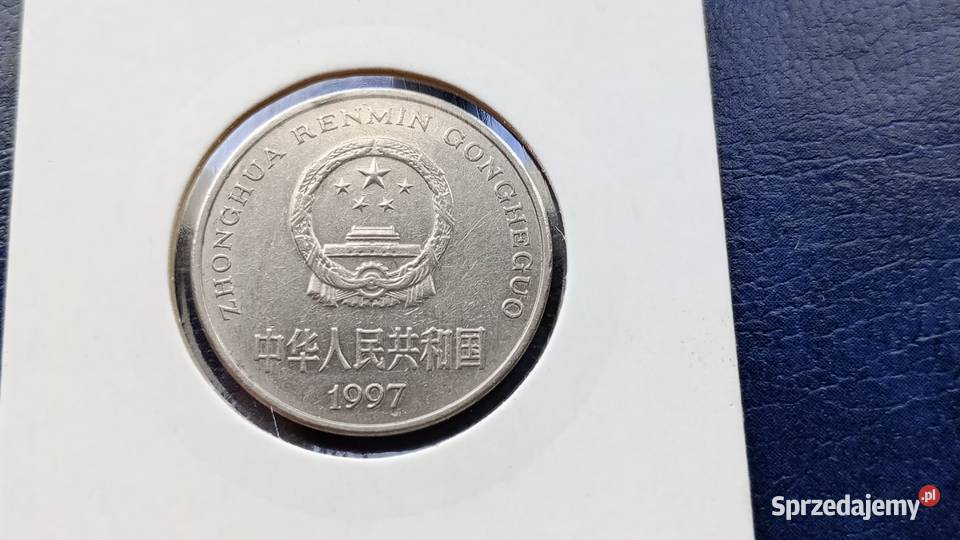 ZHONGHUA RENMIN GONGHEGUO
中华人民共和国
1997
Sprzedajemy.pl